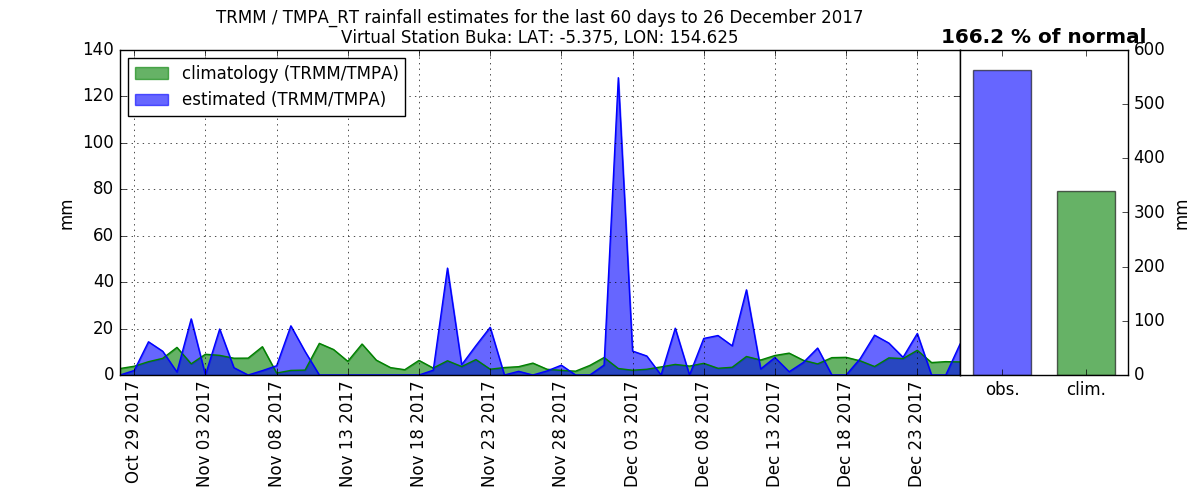 TRMM / TMPA_RT rainfall estimates for the last 60 days to 26 December 2017
Virtual Station Buka: LAT: -5.375, LON: 154.625
166.2 % of normal
climatology (TRMM/TMPA)
estimated (TRMM/TMPA)
mm
140
120
100
80
60
40
20
0
Oct 29 2017
Nov 03 2017
Nov 08 2017
Nov 13 2017
Nov 18 2017
Nov 23 2017
Nov 28 2017
Dec 03 2017
Dec 08 2017
Dec 13 2017
Dec 18 2017
Dec 23 2017
600
500
400
300
200
100
0
mm
obs.
clim.